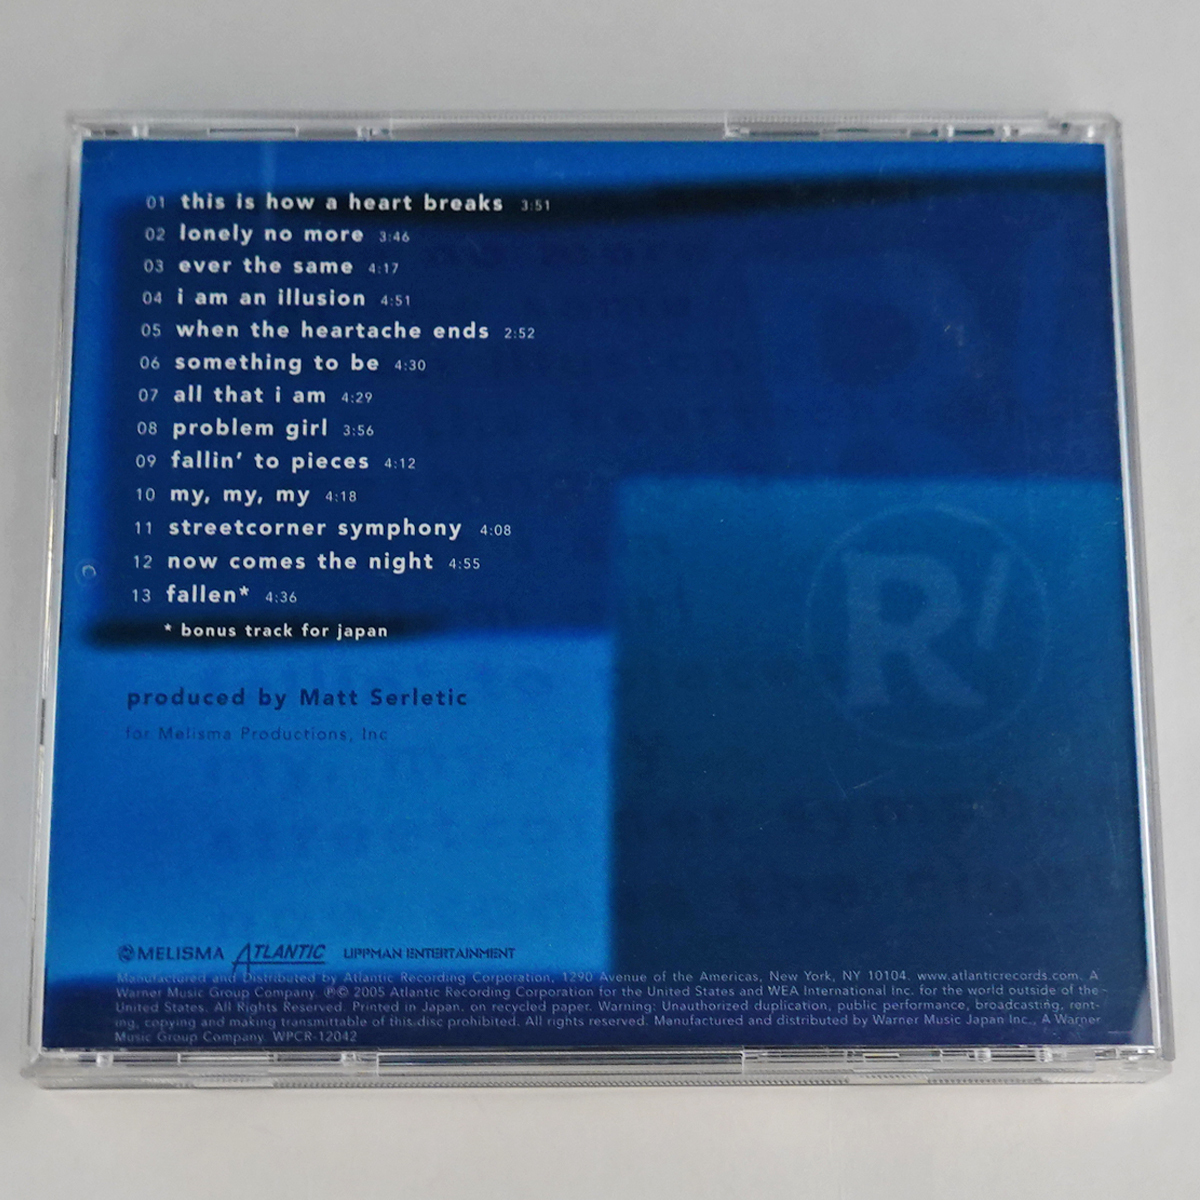 01 this is how a heart breaks 3:51
02 lonely no more 3:46
03 ever the same 4:17
04 i am an illusion 4:51
05 when the heartache ends 2:52
06 something to be 4:30
07 all that i am 4:29
08 problem girl 3:56
09 fallin' to pieces 4:12
10 my, my, my 4:18
11 streetcorner symphony 4:08
12 now comes the night 4:55
13 fallen* 4:36
* bonus track for japan
R!
produced by Matt Serletic
for Melisma Productions, Inc
MELISMA ATLANTIC LIPPMAN ENTERTAINMENT
Manufactured and Distributed by Atlantic Recording Corporation, 1290 Avenue of the Americas, New York, NY 10104. www.atlanticrecords.com. A
Warner Music Group Company. ℗© 2005 Atlantic Recording Corporation for the United States and WEA International Inc. for the world outside of the
United States. All Rights Reserved. Printed in Japan. on recycled paper. Warning: Unauthorized duplication, public performance, broadcasting, rent-
ing, copying and making transmittable of this disc prohibited. All rights reserved. Manufactured and distributed by Warner Music Japan Inc., A Warner
Music Group Company. WPCR-12042